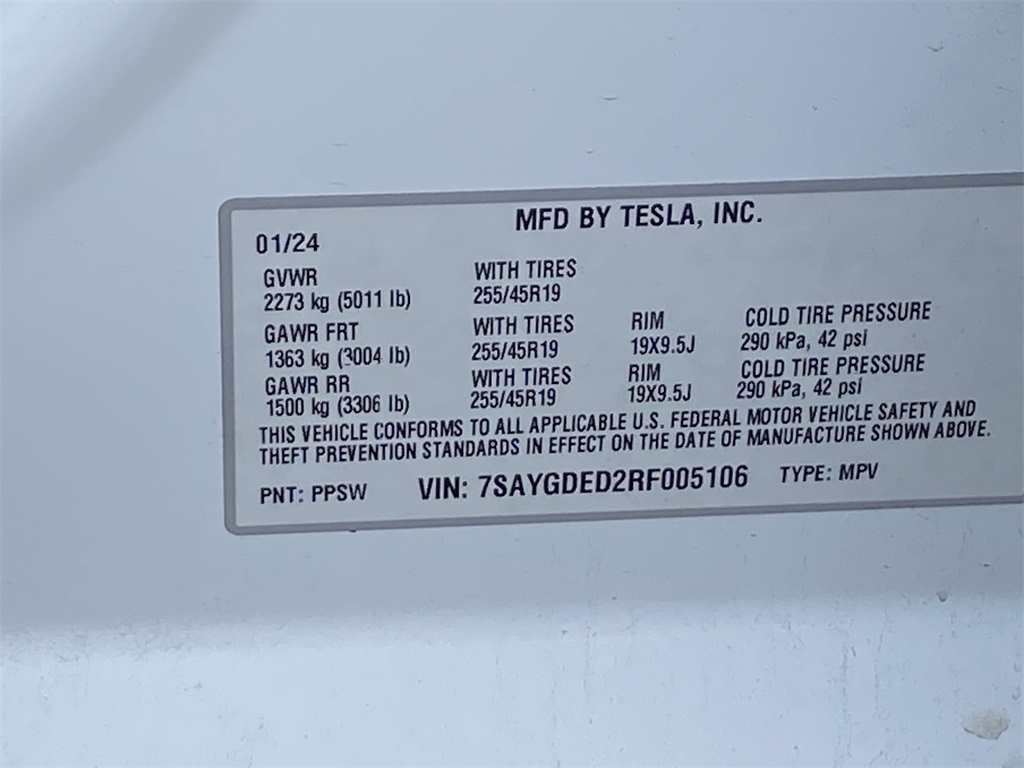 MFD BY TESLA, INC.
01/24
GVWR WITH TIRES
2273 kg (5011 lb) 255/45R19
GAWR FRT WITH TIRES RIM COLD TIRE PRESSURE
1363 kg (3004 lb) 255/45R19 19X9.5J 290 kPa, 42 psi
GAWR RR WITH TIRES RIM COLD TIRE PRESSURE
1500 kg (3306 lb) 255/45R19 19X9.5J 290 kPa, 42 psi
THIS VEHICLE CONFORMS TO ALL APPLICABLE U.S. FEDERAL MOTOR VEHICLE SAFETY AND
THEFT PREVENTION STANDARDS IN EFFECT ON THE DATE OF MANUFACTURE SHOWN ABOVE.
PNT: PPSW VIN: 7SAYGDED2RF005106 TYPE: MPV